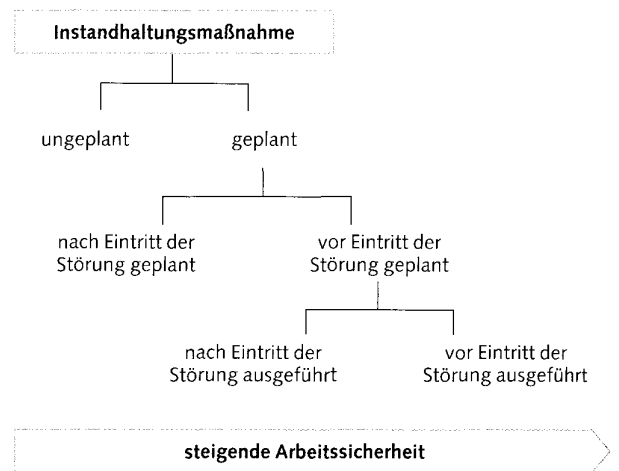 Instandhaltungsmaßnahme
ungeplant
geplant
nach Eintritt der
Störung geplant
vor Eintritt der
Störung geplant
nach Eintritt der
Störung ausgeführt
vor Eintritt der
Störung ausgeführt
steigende Arbeitssicherheit